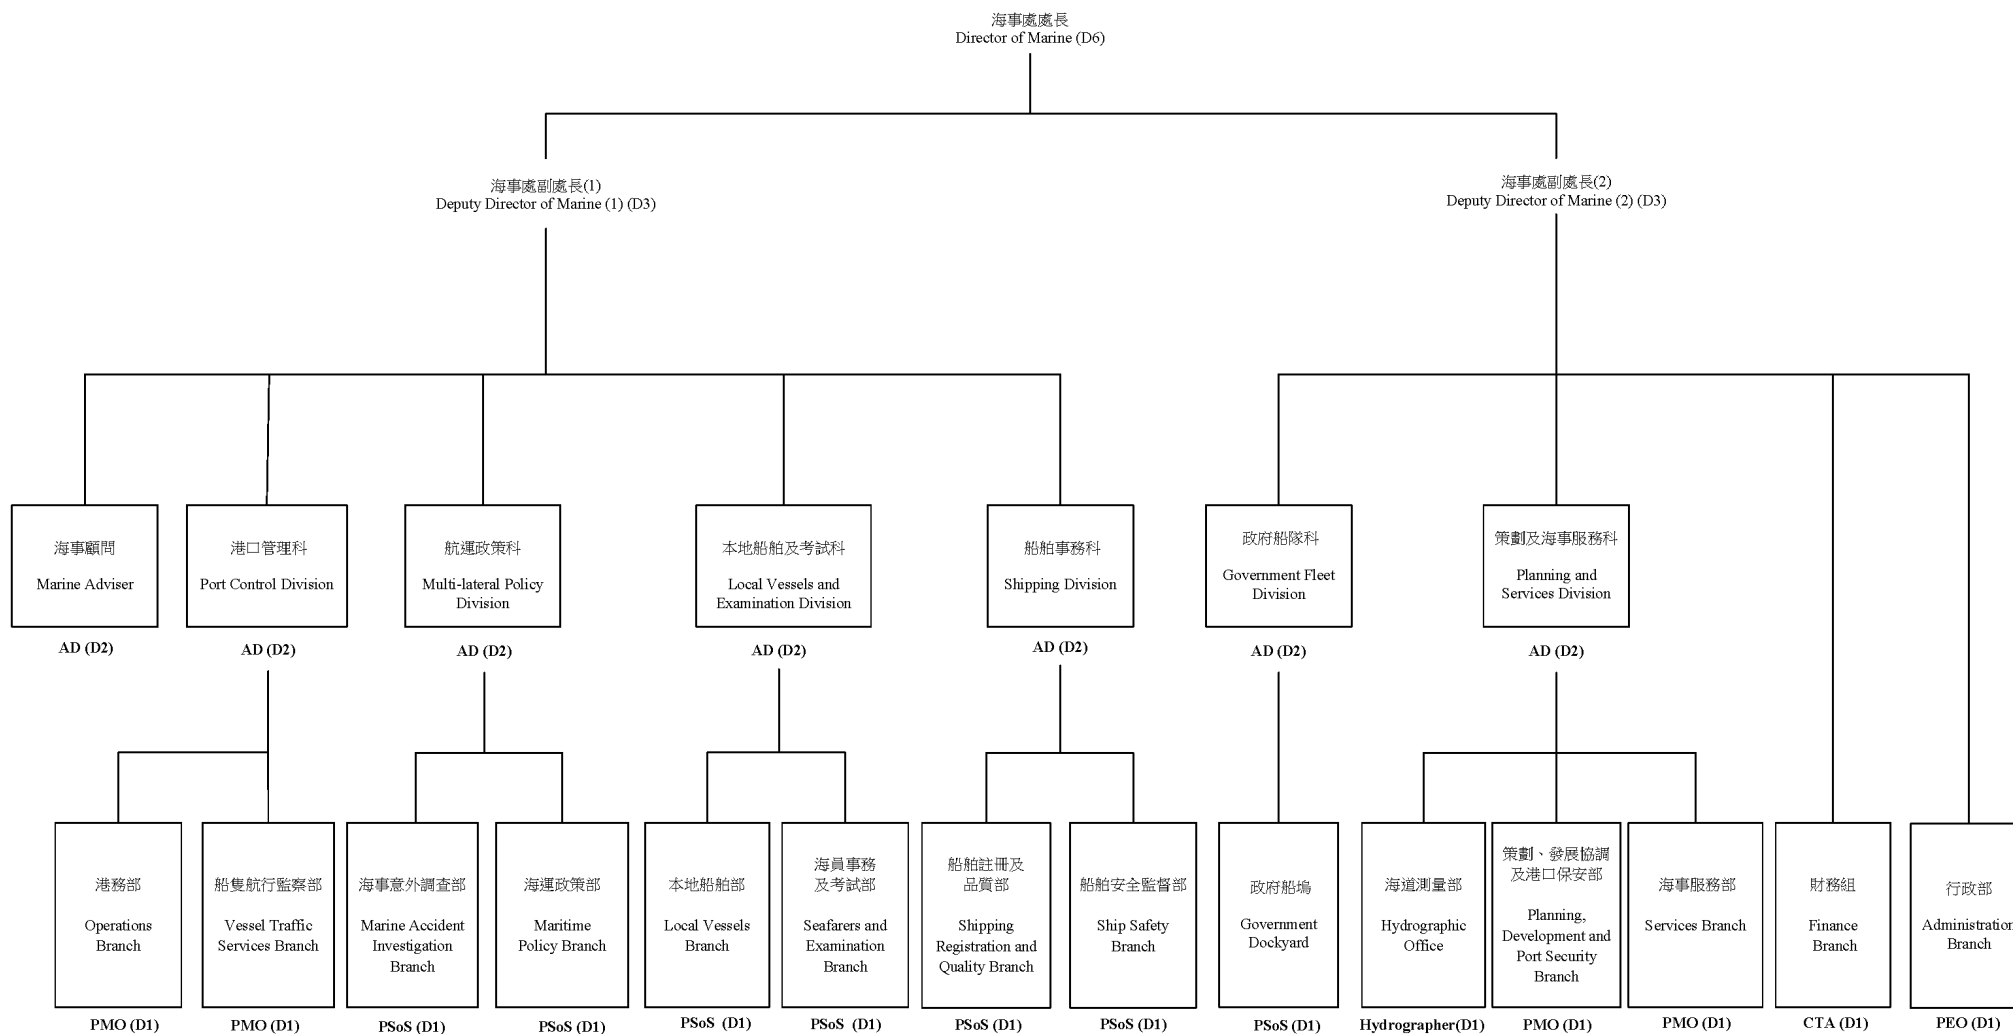 海事處處長
Director of Marine (D6)
海事處副處長(1)
Deputy Director of Marine (1) (D3)
海事處副處長(2)
Deputy Director of Marine (2) (D3)
海事顧問
Marine Adviser
AD (D2)
港口管理科
Port Control Division
AD (D2)
航運政策科
Multi-lateral Policy
Division
AD (D2)
本地船舶及考試科
Local Vessels and
Examination Division
AD (D2)
船舶事務科
Shipping Division
AD (D2)
政府船隊科
Government Fleet
Division
AD (D2)
策劃及海事服務科
Planning and
Services Division
AD (D2)
港務部
Operations
Branch
PMO (D1)
船隻航行監察部
Vessel Traffic
Services Branch
PMO (D1)
海事意外調查部
Marine Accident
Investigation
Branch
PSoS (D1)
海運政策部
Maritime
Policy Branch
PSoS (D1)
本地船舶部
Local Vessels
Branch
PSoS (D1)
海員事務
及考試部
Seafarers and
Examination
Branch
PSoS (D1)
船舶註冊及
品質部
Shipping
Registration and
Quality Branch
PSoS (D1)
船舶安全監督部
Ship Safety
Branch
PSoS (D1)
政府船塢
Government
Dockyard
PSoS (D1)
海道測量部
Hydrographic
Office
Hydrographer(D1)
策劃、發展協調
及港口保安部
Planning,
Development and
Port Security
Branch
PMO (D1)
海事服務部
Services Branch
PMO (D1)
財務組
Finance
Branch
CTA (D1)
行政部
Administration
Branch
PEO (D1)